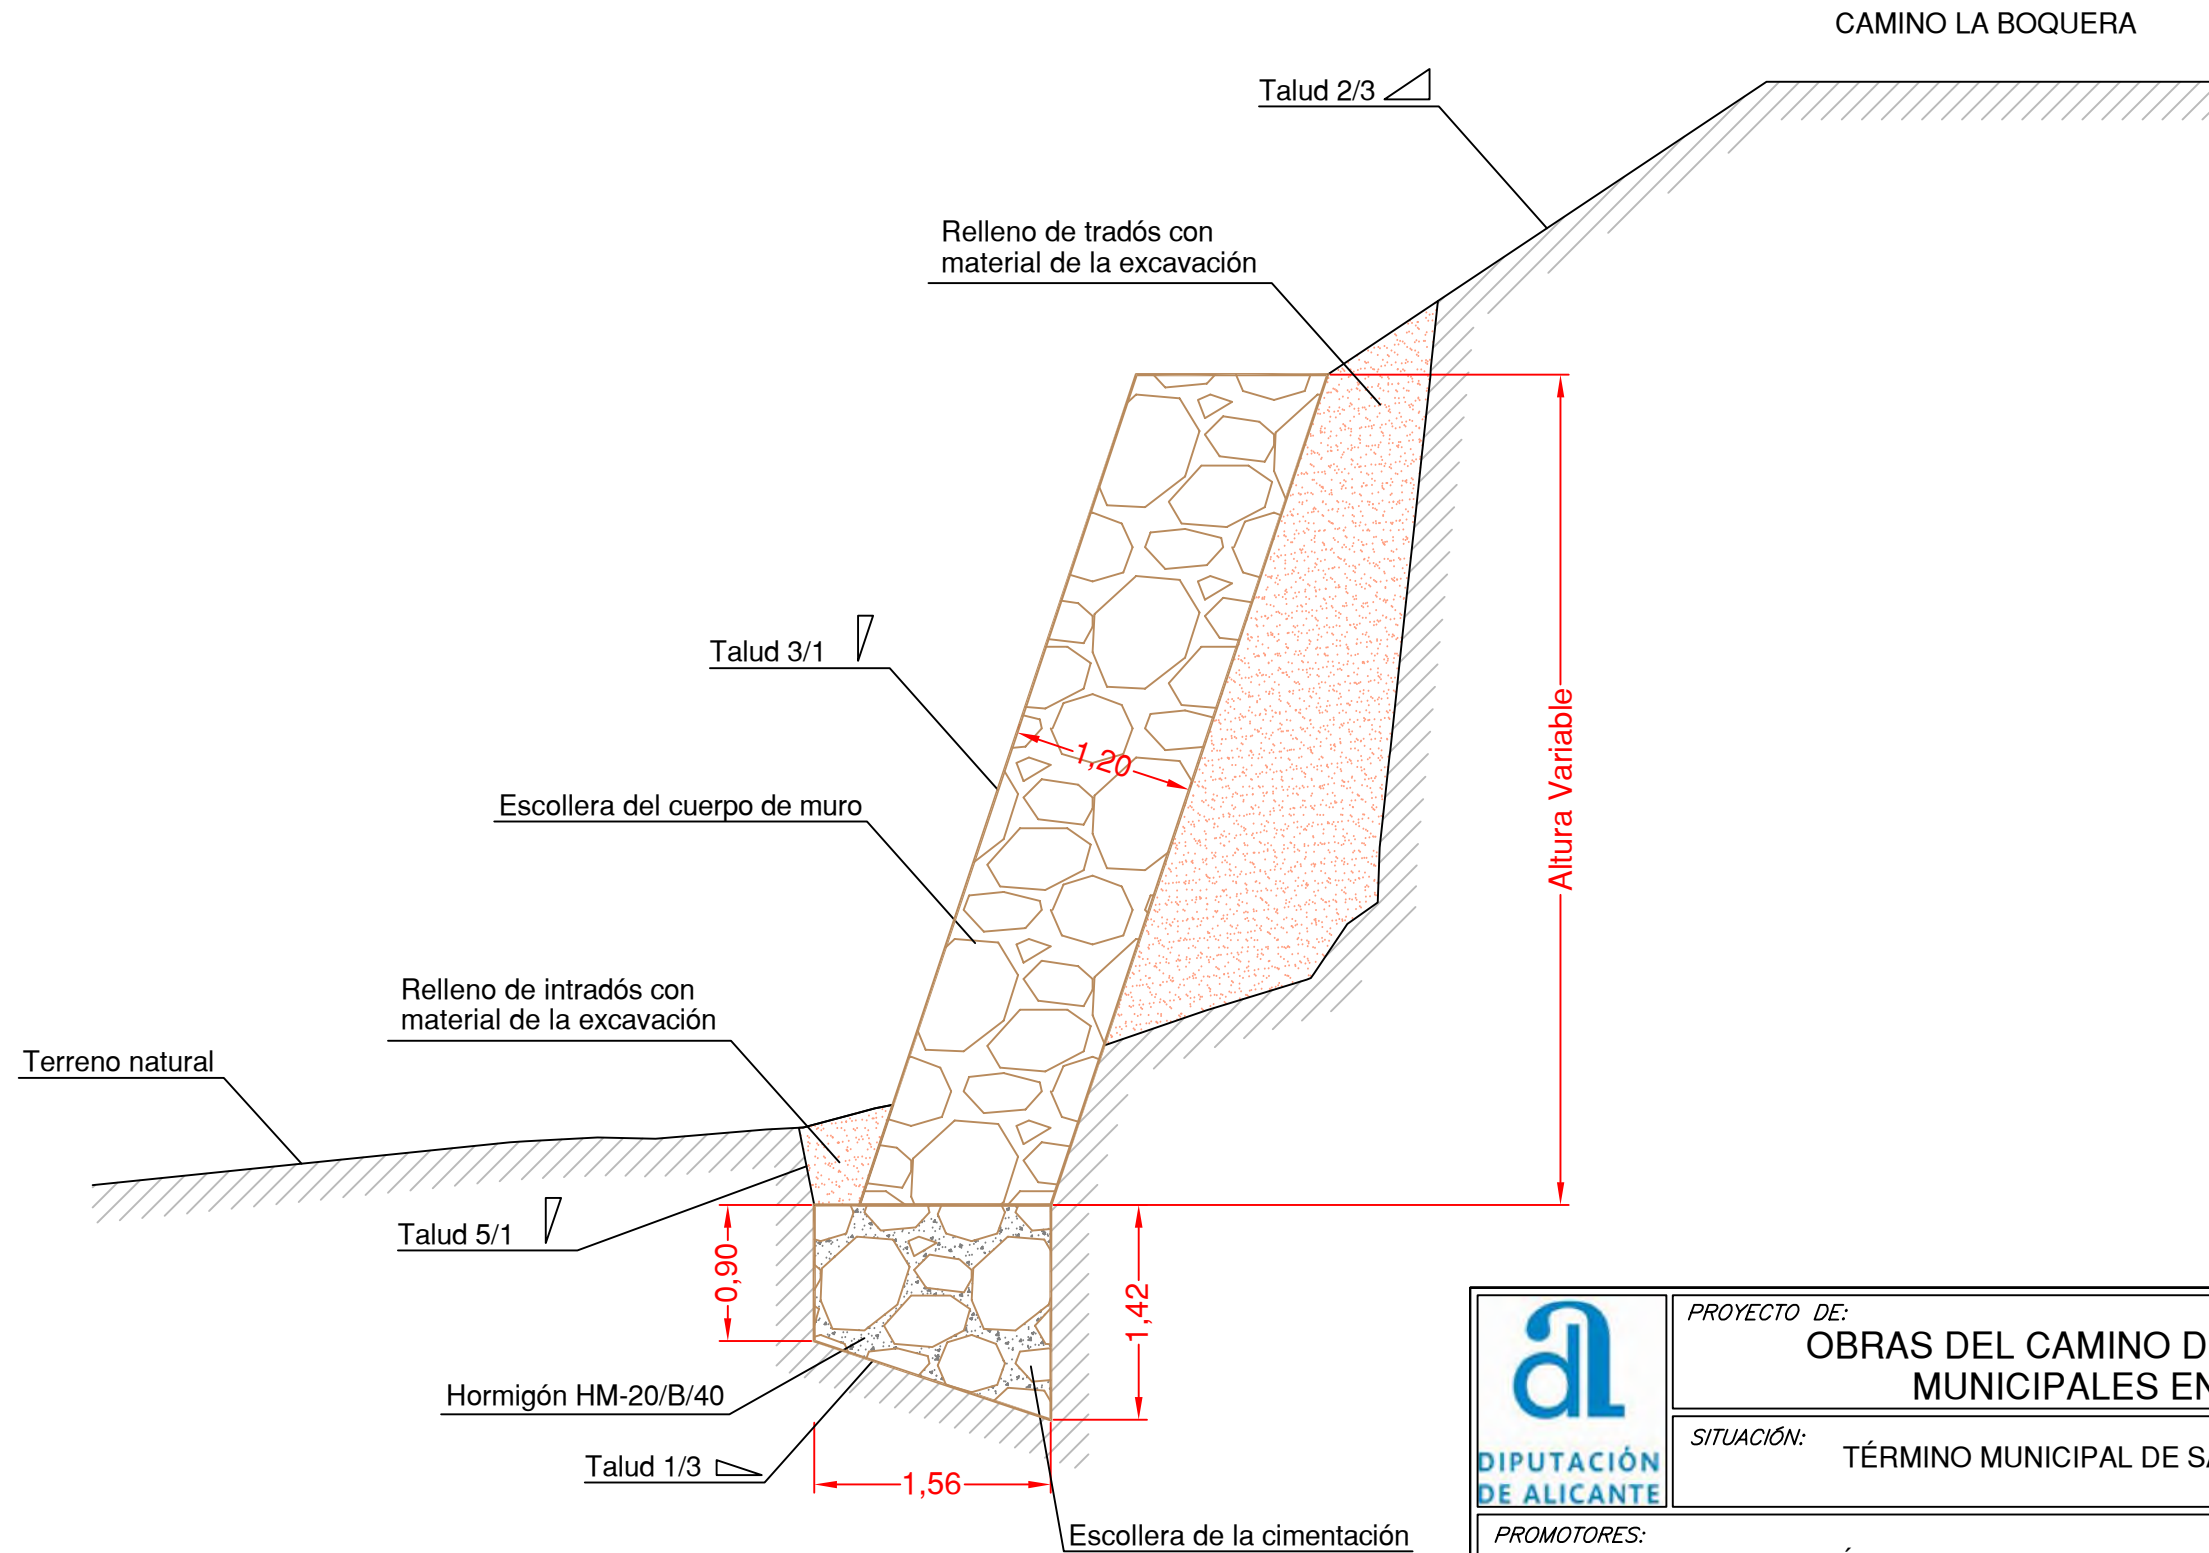 CAMINO LA BOQUERA
Talud 2/3
Relleno de tradós con
material de la excavación
Talud 3/1
1,20
Altura Variable
Escollera del cuerpo de muro
Relleno de intradós con
material de la excavación
Terreno natural
Talud 5/1
0,90
1,42
Hormigón HM-20/B/40
Talud 1/3
1,56
Escollera de la cimentación
DIPUTACIÓN
DE ALICANTE
PROYECTO DE:
OBRAS DEL CAMINO D
MUNICIPALES EN
SITUACIÓN:
TÉRMINO MUNICIPAL DE SA
PROMOTORES: